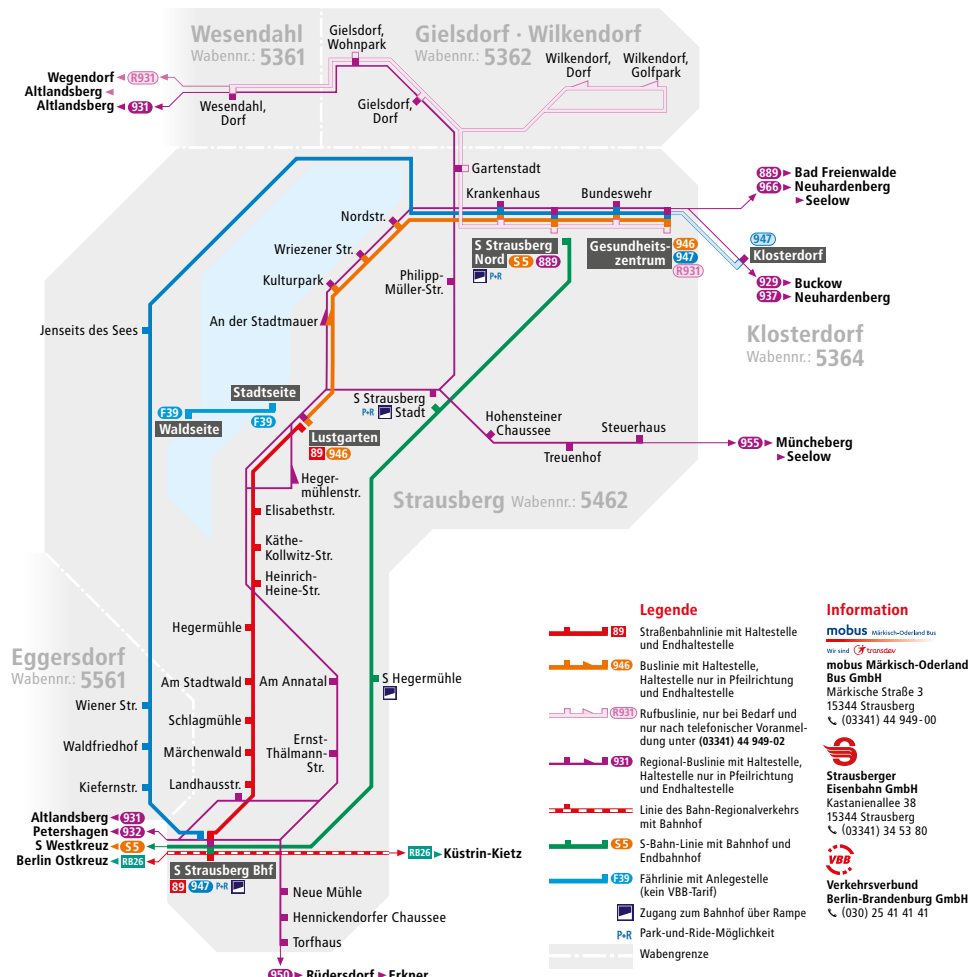 Wesendahl
Wabennr.: 5361
Gielsdorf,
Wohnpark
Gielsdorf · Wilkendorf
Wabennr.: 5362
Wilkendorf,
Dorf
Wilkendorf,
Golfpark
Wegendorf R931
Altlandsberg
Altlandsberg 931
Wesendahl,
Dorf
Gielsdorf,
Dorf
Gartenstadt
Krankenhaus
Bundeswehr
889 Bad Freienwalde
966 Neuhardenberg
Seelow
Nordstr.
Wriezener Str.
Kulturpark
An der Stadtmauer
S Strausberg
Nord S5 889
P+R
Gesundheits-
zentrum
946
947
R931
947
Klosterdorf
929 Buckow
937 Neuhardenberg
Philipp-
Müller-Str.
Jenseits des Sees
Klosterdorf
Wabennr.: 5364
Stadtseite
F39
F39
Waldseite
S Strausberg
P+R Stadt
Lustgarten
89 946
Hohensteiner
Chaussee
Steuerhaus
Treuenhof
955 Müncheberg
Seelow
Heger-
mühlenstr.
Strausberg Wabennr.: 5462
Elisabethstr.
Käthe-
Kollwitz-Str.
Heinrich-
Heine-Str.
Hegermühle
Eggersdorf
Wabennr.: 5561
Am Stadtwald
Am Annatal
S Hegermühle
Wiener Str.
Schlagmühle
Waldfriedhof
Märchenwald
Ernst-
Thälmann-
Str.
Kiefernstr.
Landhausstr.
Altlandsberg 931
Petershagen 932
S Westkreuz S5
Berlin Ostkreuz RB26
RB26 Küstrin-Kietz
S Strausberg Bhf
89 947 P+R
Neue Mühle
Hennickendorfer Chaussee
Torfhaus
950 Rüdersdorf Erkner
Legende
89 Straßenbahnlinie mit Haltestelle
und Endhaltestelle
946 Buslinie mit Haltestelle,
Haltestelle nur in Pfeilrichtung
und Endhaltestelle
R931 Rufbuslinie, nur bei Bedarf und
nur nach telefonischer Voranmel-
dung unter (03341) 44 949-02
931 Regional-Buslinie mit Haltestelle,
Haltestelle nur in Pfeilrichtung
und Endhaltestelle
Linie des Bahn-Regionalverkehrs
mit Bahnhof
S5 S-Bahn-Linie mit Bahnhof und
Endbahnhof
F39 Fährlinie mit Anlegestelle
(kein VBB-Tarif)
Zugang zum Bahnhof über Rampe
P+R Park-und-Ride-Möglichkeit
Wabengrenze
Information
mobus Märkisch-Oderland Bus
Wir sind transdev
mobus Märkisch-Oderland
Bus GmbH
Märkische Straße 3
15344 Strausberg
(03341) 44 949-00
Strausberger
Eisenbahn GmbH
Kastanienallee 38
15344 Strausberg
(03341) 34 53 80
VBB
Verkehrsverbund
Berlin-Brandenburg GmbH
(030) 25 41 41 41